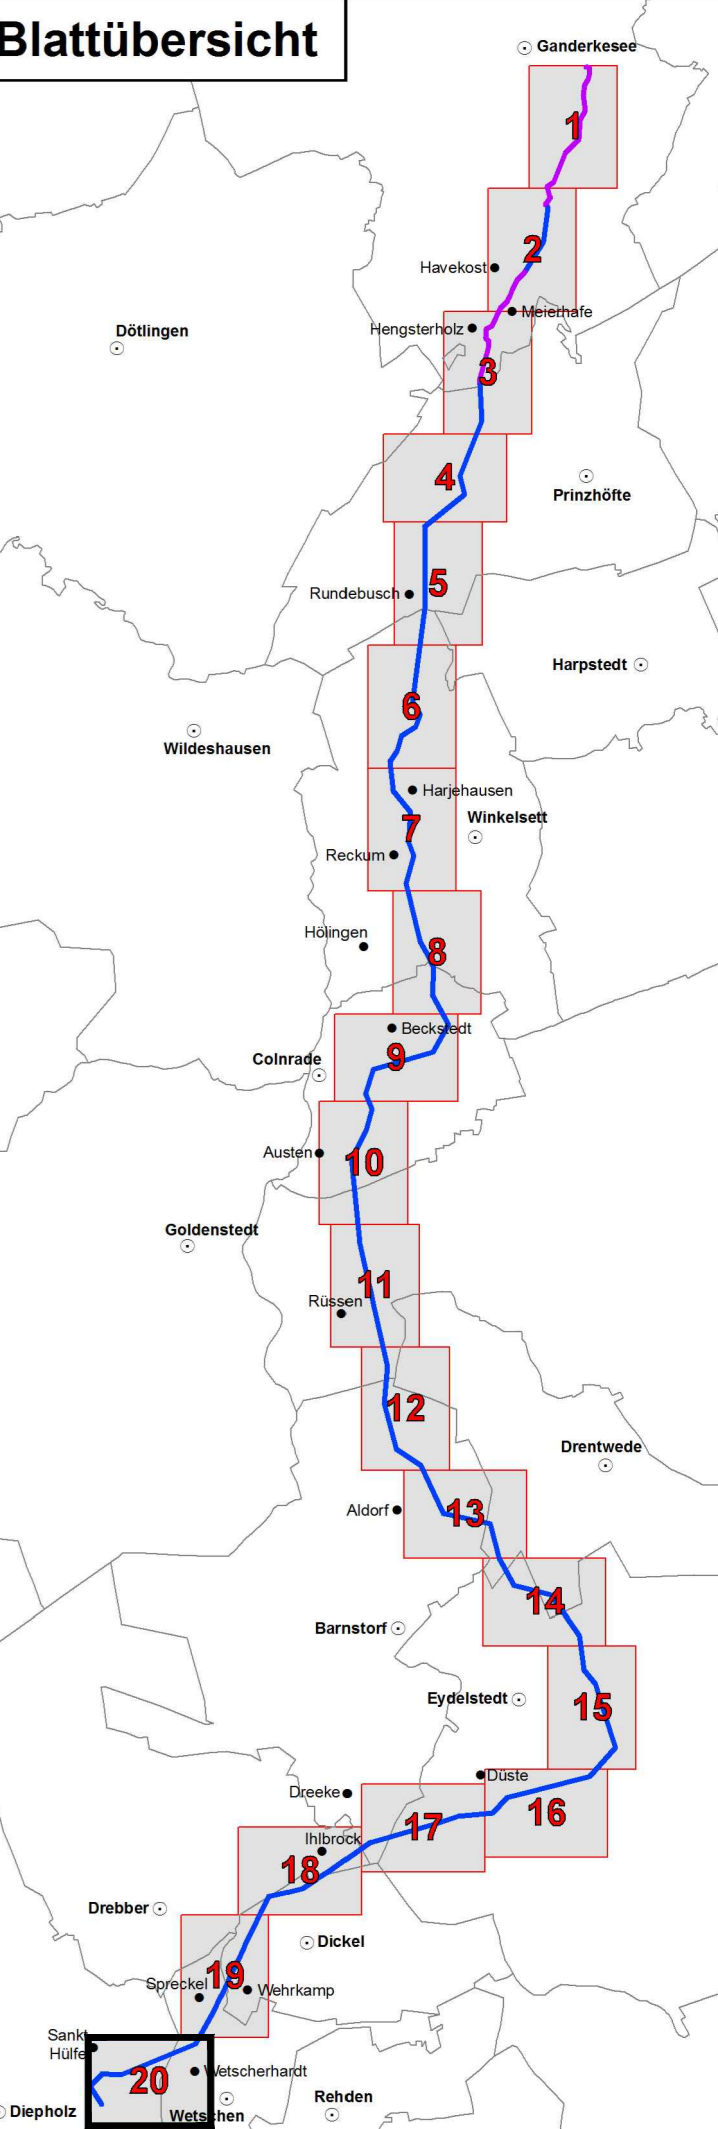 Blattübersicht
Ganderkesee
1
2
Havekost
Meierhafe
Hengsterholz
Dötlingen
3
4
Prinzhöfte
5
Rundebusch
Harpstedt
6
Wildeshausen
Harjehausen
Winkelsett
7
Reckum
Hölingen
8
Beckstedt
9
Colnrade
Austen
10
Goldenstedt
11
Rüssen
12
Drentwede
Aldorf
13
14
Barnstorf
Eydelstedt
15
Düste
Dreeke
16
17
Ihlbrock
18
Drebber
Dickel
19
Spreckel
Wehrkamp
Sankt
Hülfe
Wetscherhardt
20
Rehden
Diepholz
Wetschen